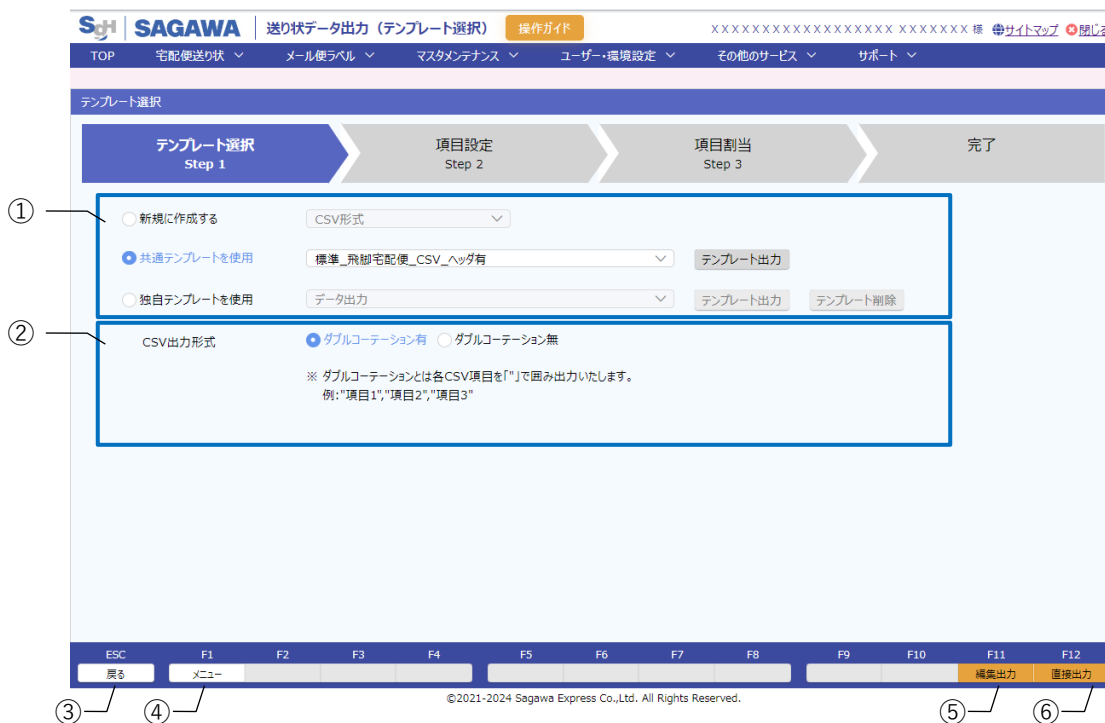 SGH SAGAWA 送り状データ出力（テンプレート選択） 操作ガイド XXXXXXXXXXXXXXXXXX XXXXXXX 様 サイトマップ 閉じる
TOP 宅配便送り状 メール便ラベル マスタメンテナンス ユーザー・環境設定 その他のサービス サポート
テンプレート選択
テンプレート選択 項目設定 項目割当 完了
Step 1 Step 2 Step 3
① 新規に作成する CSV形式
共通テンプレートを使用 標準_飛脚宅配便_CSV_ヘッダ有 テンプレート出力
独自テンプレートを使用 データ出力 テンプレート出力 テンプレート削除
② CSV出力形式 ダブルコーテーション有 ダブルコーテーション無
※ ダブルコーテーションとは各CSV項目を「"」で囲み出力いたします。
例:"項目1","項目2","項目3"
ESC F1 F2 F3 F4 F5 F6 F7 F8 F9 F10 F11 F12
戻る メニュー 編集出力 直接出力
©2021-2024 Sagawa Express Co.,Ltd. All Rights Reserved.
③ ④ ⑤ ⑥